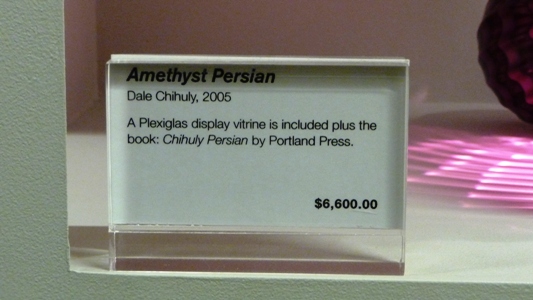 Amethyst Persian
Dale Chihuly, 2005
A Plexiglas display vitrine is included plus the
book: Chihuly Persian by Portland Press.
$6,600.00